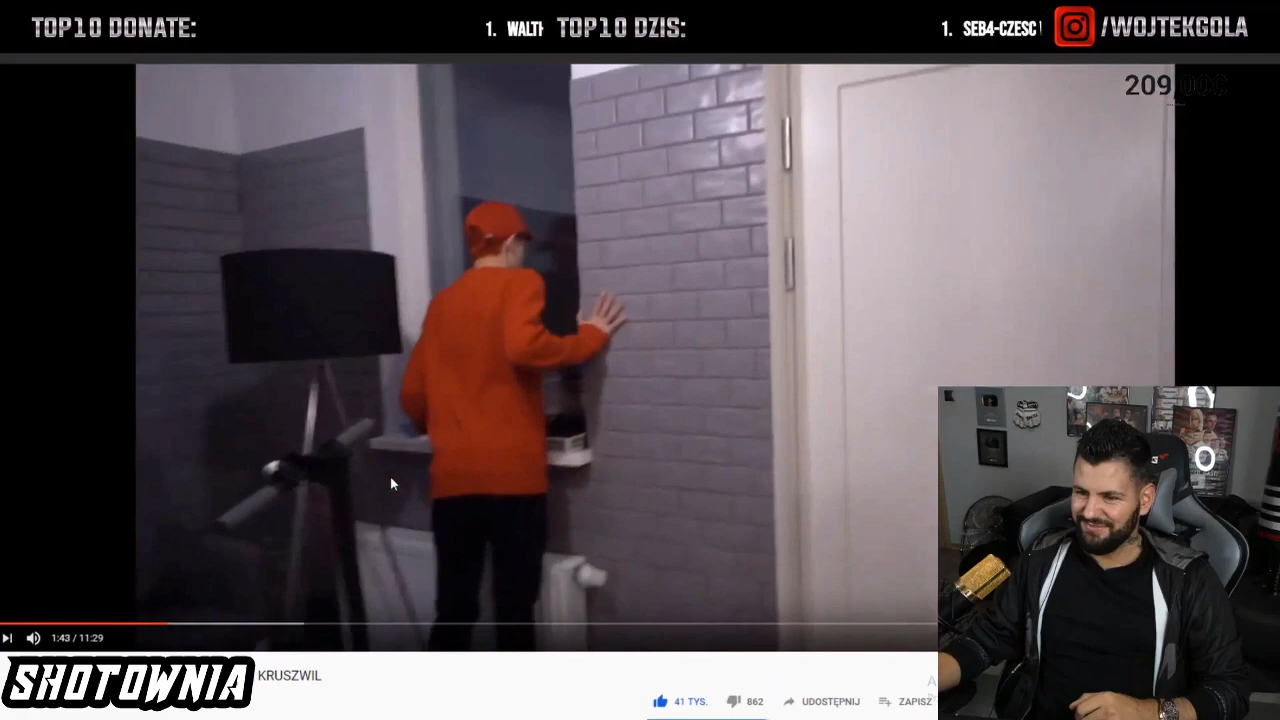 TOP10 DONATE:
1. WALTH
TOP10 DZIS:
1. SEB4-CZESC
/WOJTEKGOLA
209
1:43 / 11:29
SHOTOWNIA
KRUSZWIL
41 TYS.
862
UDOSTĘPNIJ
ZAPISZ